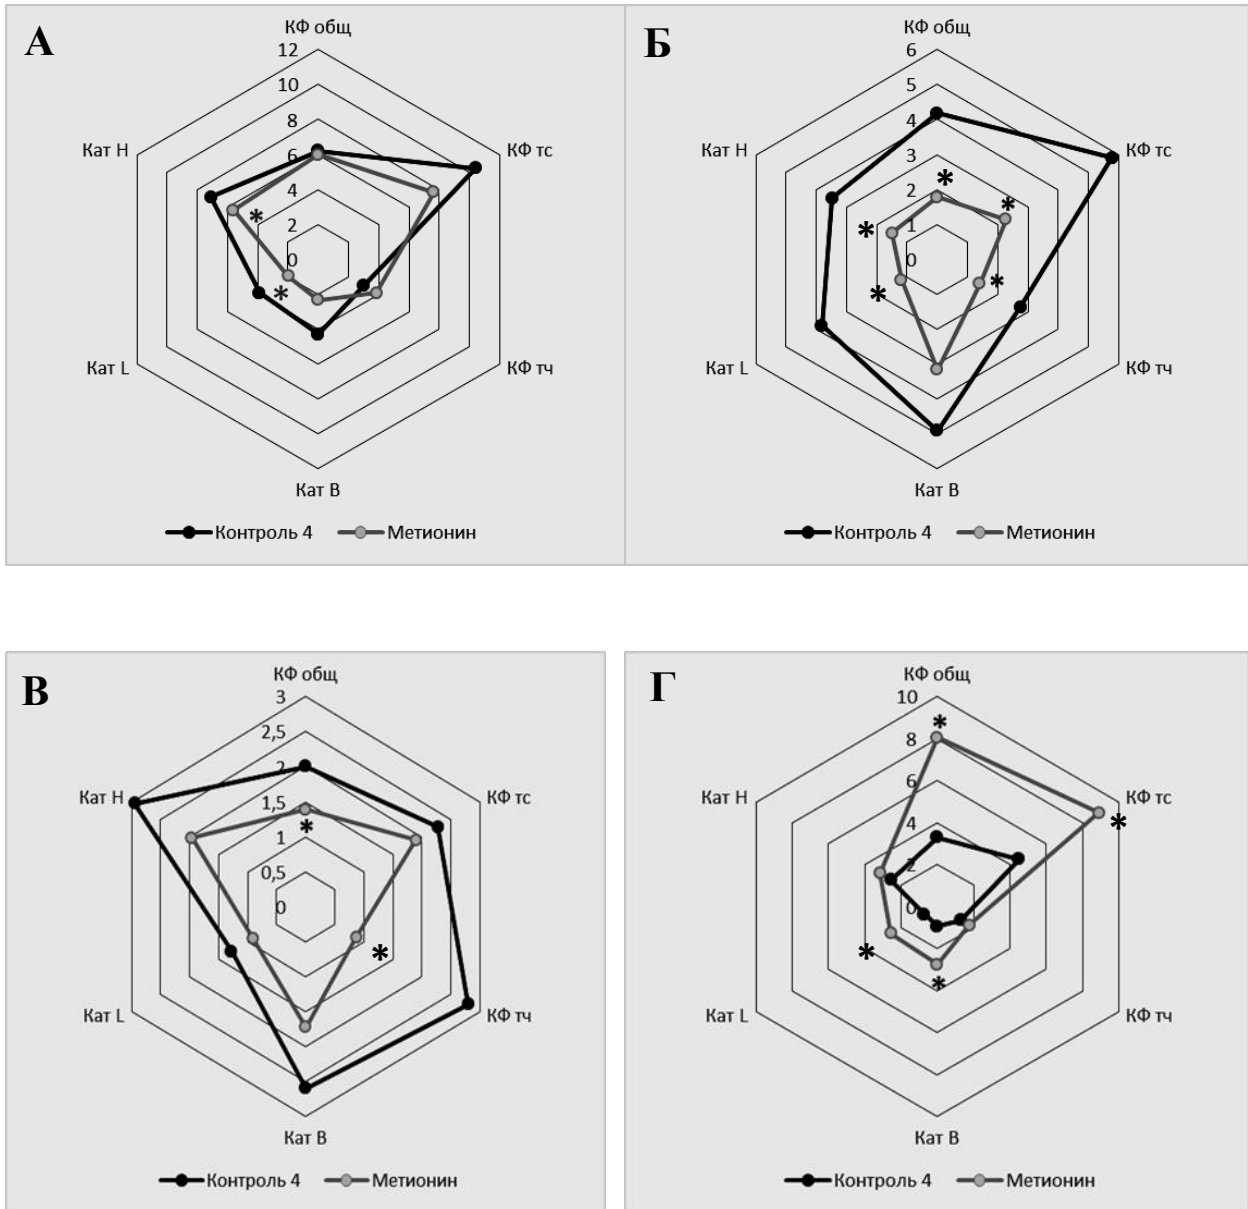 А
КФ общ
12
10
8
6
4
2
0
КФ тс
КФ тч
Кат B
Кат L
Кат H
*
*
Контроль 4 Метионин
Б
КФ общ
6
5
4
3
2
1
0
КФ тс
КФ тч
Кат B
Кат L
Кат H
*
*
*
*
*
Контроль 4 Метионин
В
КФ общ
3
2,5
2
1,5
1
0,5
0
КФ тс
КФ тч
Кат B
Кат L
Кат H
*
*
Контроль 4 Метионин
Г
КФ общ
10
8
6
4
2
0
КФ тс
КФ тч
Кат B
Кат L
Кат H
*
*
*
*
Контроль 4 Метионин